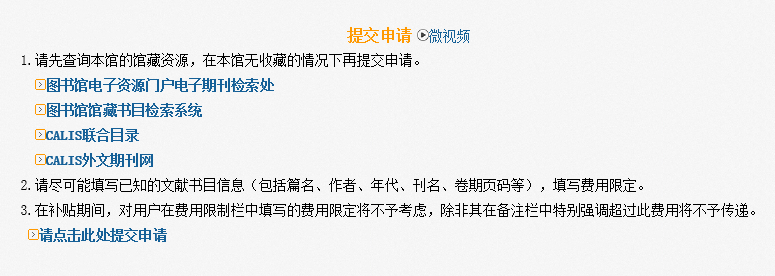 提交申请 微视频
1. 请先查询本馆的馆藏资源，在本馆无收藏的情况下再提交申请。
图书馆电子资源门户电子期刊检索处
图书馆馆藏书目检索系统
CALIS联合目录
CALIS外文期刊网
2. 请尽可能填写已知的文献书目信息（包括篇名、作者、年代、刊名、卷期页码等），填写费用限定。
3. 在补贴期间，对用户在费用限制栏中填写的费用限定将不予考虑，除非其在备注栏中特别强调超过此费用将不予传递。
请点击此处提交申请